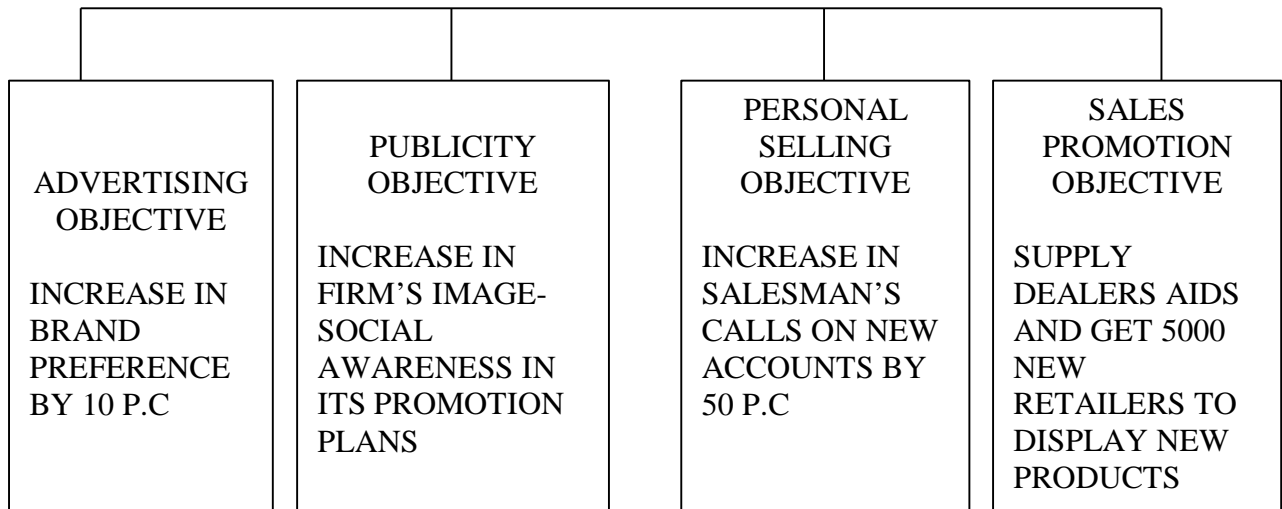 ADVERTISING
OBJECTIVE
INCREASE IN
BRAND
PREFERENCE
BY 10 P.C
PUBLICITY
OBJECTIVE
INCREASE IN
FIRM’S IMAGE-
SOCIAL
AWARENESS IN
ITS PROMOTION
PLANS
PERSONAL
SELLING
OBJECTIVE
INCREASE IN
SALESMAN’S
CALLS ON NEW
ACCOUNTS BY
50 P.C
SALES
PROMOTION
OBJECTIVE
SUPPLY
DEALERS AIDS
AND GET 5000
NEW
RETAILERS TO
DISPLAY NEW
PRODUCTS